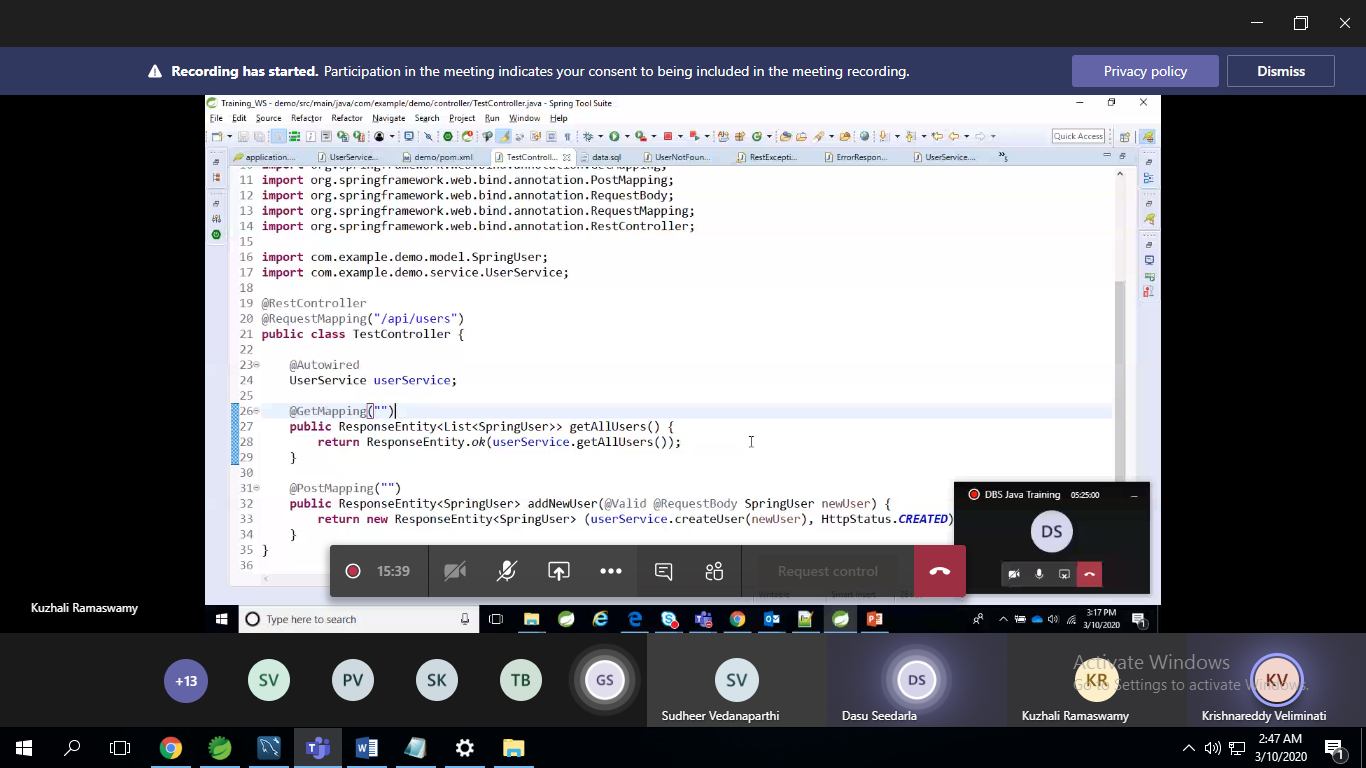 Recording has started. Participation in the meeting indicates your consent to being included in the meeting recording.
Privacy policy
Dismiss
Training_WS - demo/src/main/java/com/example/demo/controller/TestController.java - Spring Tool Suite
File Edit Source Refactor Refactor Navigate Search Project Run Window Help
Quick Access
application....
UserService...
demo/pom.xml
TestControll...
data.sql
UserNotFoun...
RestExcepti...
ErrorRespon...
UserService....
11 import org.springframework.web.bind.annotation.PostMapping;
12 import org.springframework.web.bind.annotation.RequestBody;
13 import org.springframework.web.bind.annotation.RequestMapping;
14 import org.springframework.web.bind.annotation.RestController;
15
16 import com.example.demo.model.SpringUser;
17 import com.example.demo.service.UserService;
18
19 @RestController
20 @RequestMapping("/api/users")
21 public class TestController {
22
23 @Autowired
24 UserService userService;
25
26 @GetMapping("")
27 public ResponseEntity<List<SpringUser>> getAllUsers() {
28 return ResponseEntity.ok(userService.getAllUsers());
29 }
30
31 @PostMapping("")
32 public ResponseEntity<SpringUser> addNewUser(@Valid @RequestBody SpringUser newUser) {
33 return new ResponseEntity<SpringUser> (userService.createUser(newUser), HttpStatus.CREATED)
34 }
35 }
36
DBS Java Training 05:25:00
DS
15:39
Request control
Kuzhali Ramaswamy
Type here to search
3:17 PM
3/10/2020
+13
SV
PV
SK
TB
GS
SV
Sudheer Vedanaparthi
DS
Dasu Seedarla
KR
Kuzhali Ramaswamy
KV
Krishnareddy Veliminati
Activate Windows
Go to Settings to activate Windows.
2:47 AM
3/10/2020